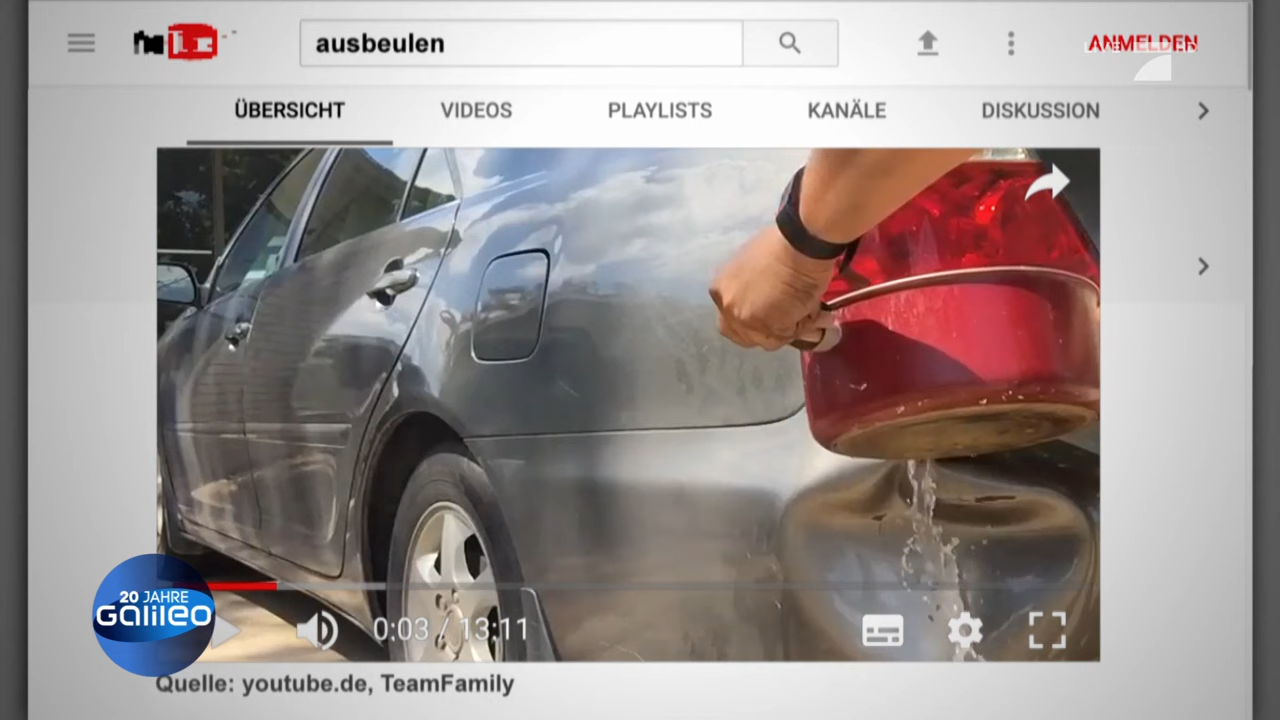 ausbeulen
ANMELDEN
ÜBERSICHT
VIDEOS
PLAYLISTS
KANÄLE
DISKUSSION
0:03 / 13:11
20 JAHRE
Galileo
Quelle: youtube.de, TeamFamily